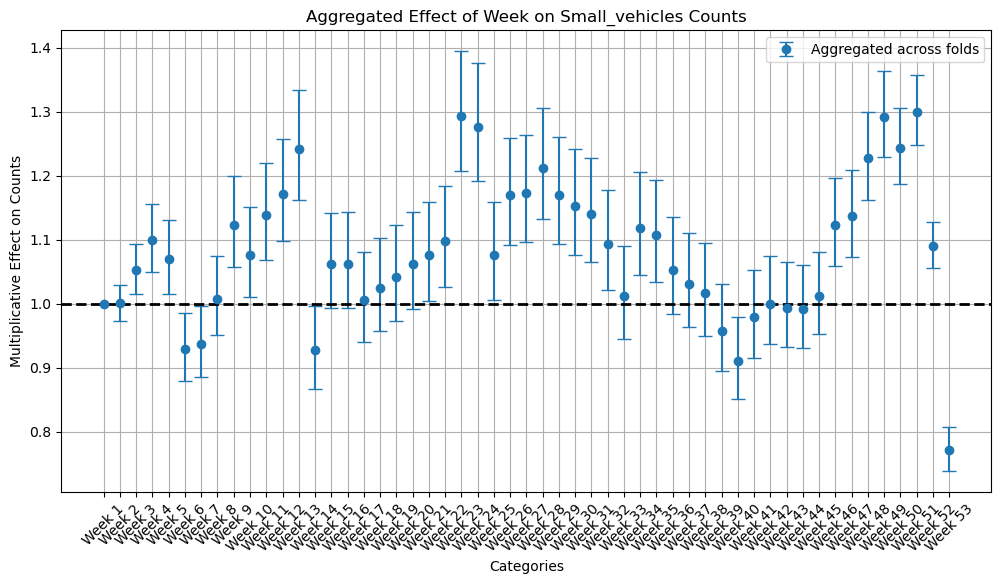 Aggregated Effect of Week on Small_vehicles Counts
Aggregated across folds
Multiplicative Effect on Counts
1.4
1.3
1.2
1.1
1.0
0.9
0.8
Week 1
Week 2
Week 3
Week 4
Week 5
Week 6
Week 7
Week 8
Week 9
Week 10
Week 11
Week 12
Week 13
Week 14
Week 15
Week 16
Week 17
Week 18
Week 19
Week 20
Week 21
Week 22
Week 23
Week 24
Week 25
Week 26
Week 27
Week 28
Week 29
Week 30
Week 31
Week 32
Week 33
Week 34
Week 35
Week 36
Week 37
Week 38
Week 39
Week 40
Week 41
Week 42
Week 43
Week 44
Week 45
Week 46
Week 47
Week 48
Week 49
Week 50
Week 51
Week 52
Week 53
Categories